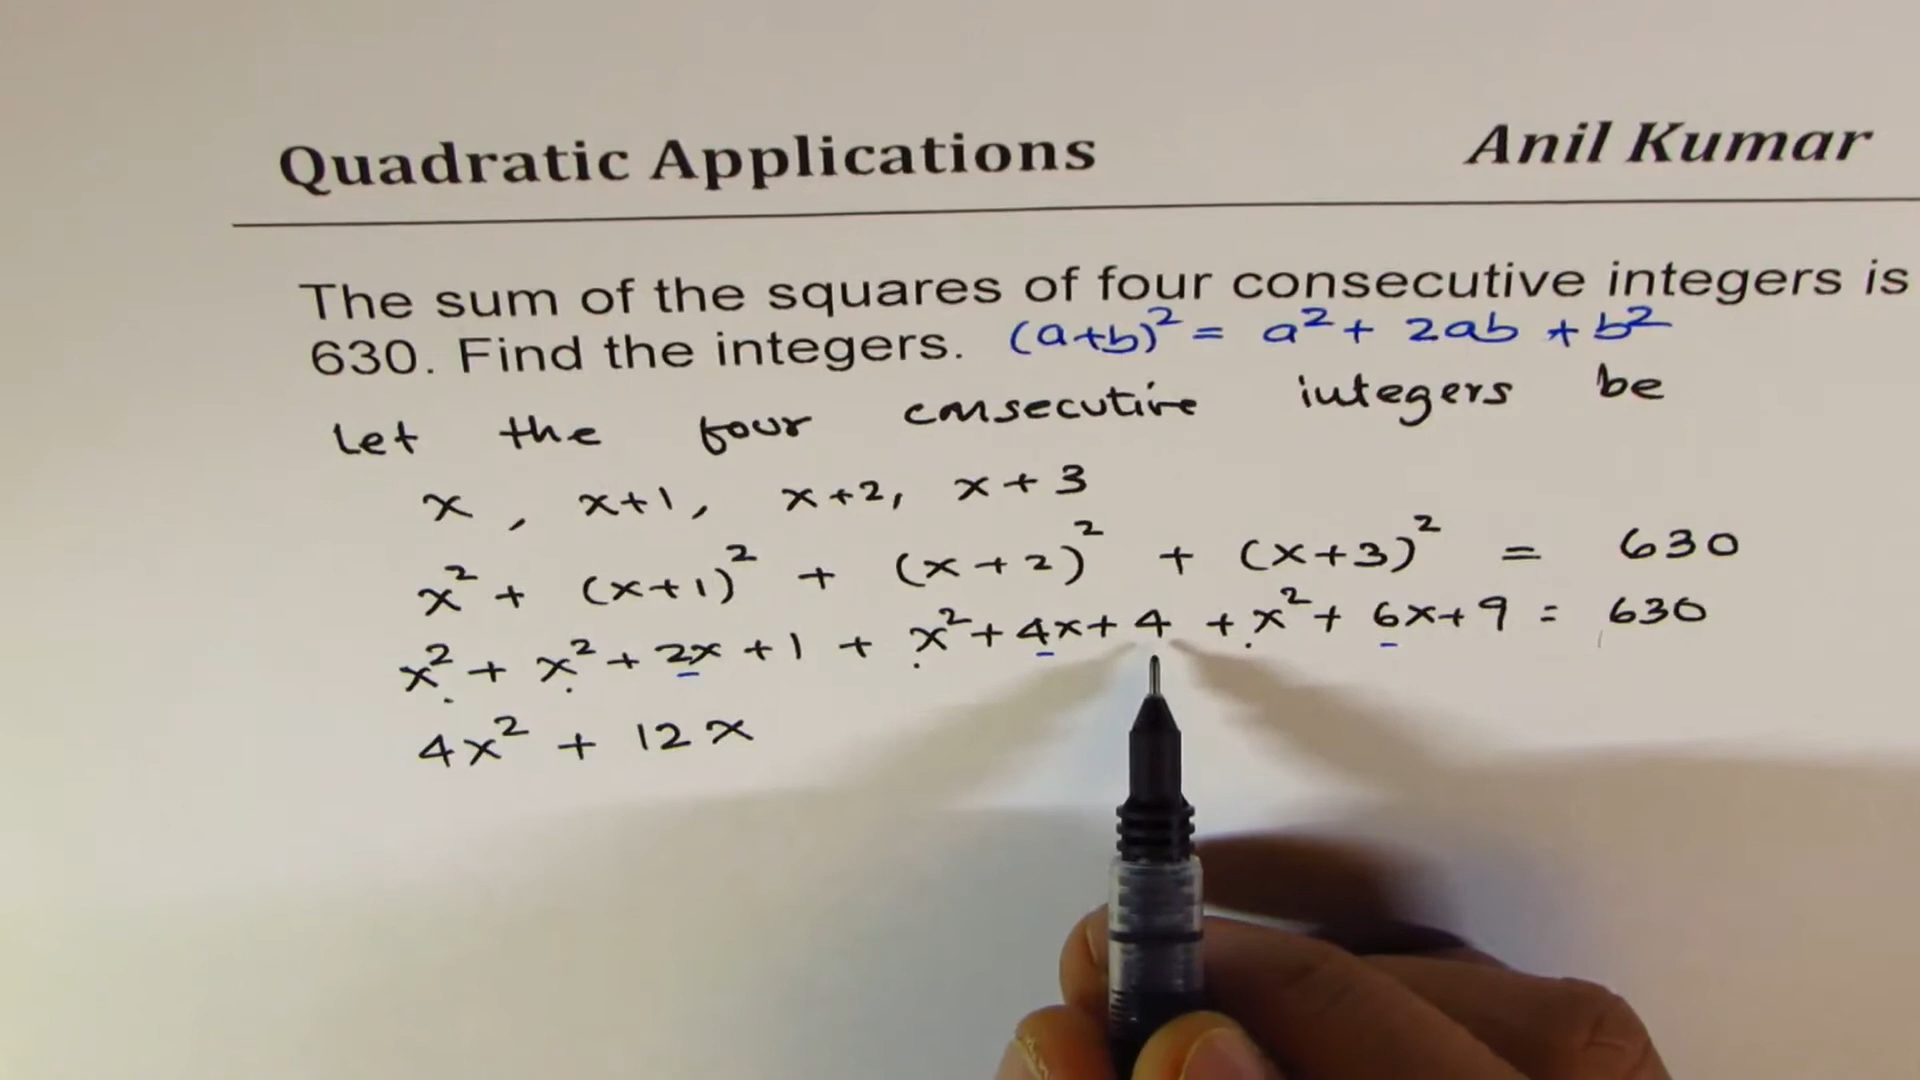 Quadratic Applications Anil Kumar
The sum of the squares of four consecutive integers is
630. Find the integers. (a+b)² = a² + 2ab + b²
Let the four consecutive integers be
x , x+1, x+2, x+3
x² + (x+1)² + (x+2)² + (x+3)² = 630
x² + x² + 2x + 1 + x² + 4x + 4 + x² + 6x + 9 = 630
4x² + 12x